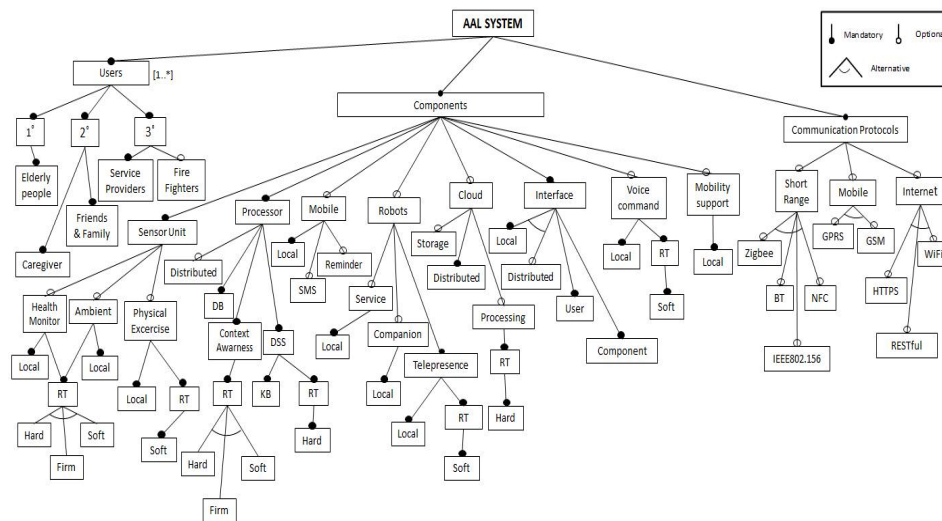 AAL SYSTEM
Mandatory
Optiona
Alternative
Users
[1..*]
Components
Communication Protocols
1°
2°
3°
Elderly
people
Service
Providers
Fire
Fighters
Friends
& Family
Caregiver
Sensor Unit
Processor
Mobile
Robots
Cloud
Interface
Voice
command
Mobility
support
Short
Range
Mobile
Internet
Distributed
DB
Context
Awarness
DSS
Local
SMS
Reminder
Service
Companion
Telepresence
Storage
Distributed
Processing
Local
Distributed
User
Component
Local
RT
Soft
Local
Zigbee
BT
IEEE802.156
NFC
GPRS
GSM
HTTPS
RESTful
WiFi
Health
Monitor
Ambient
Physical
Excercise
Local
RT
Local
Hard
Firm
Soft
Local
RT
Soft
RT
Hard
Firm
Soft
KB
RT
Hard
Local
Local
Local
RT
Soft
RT
Hard